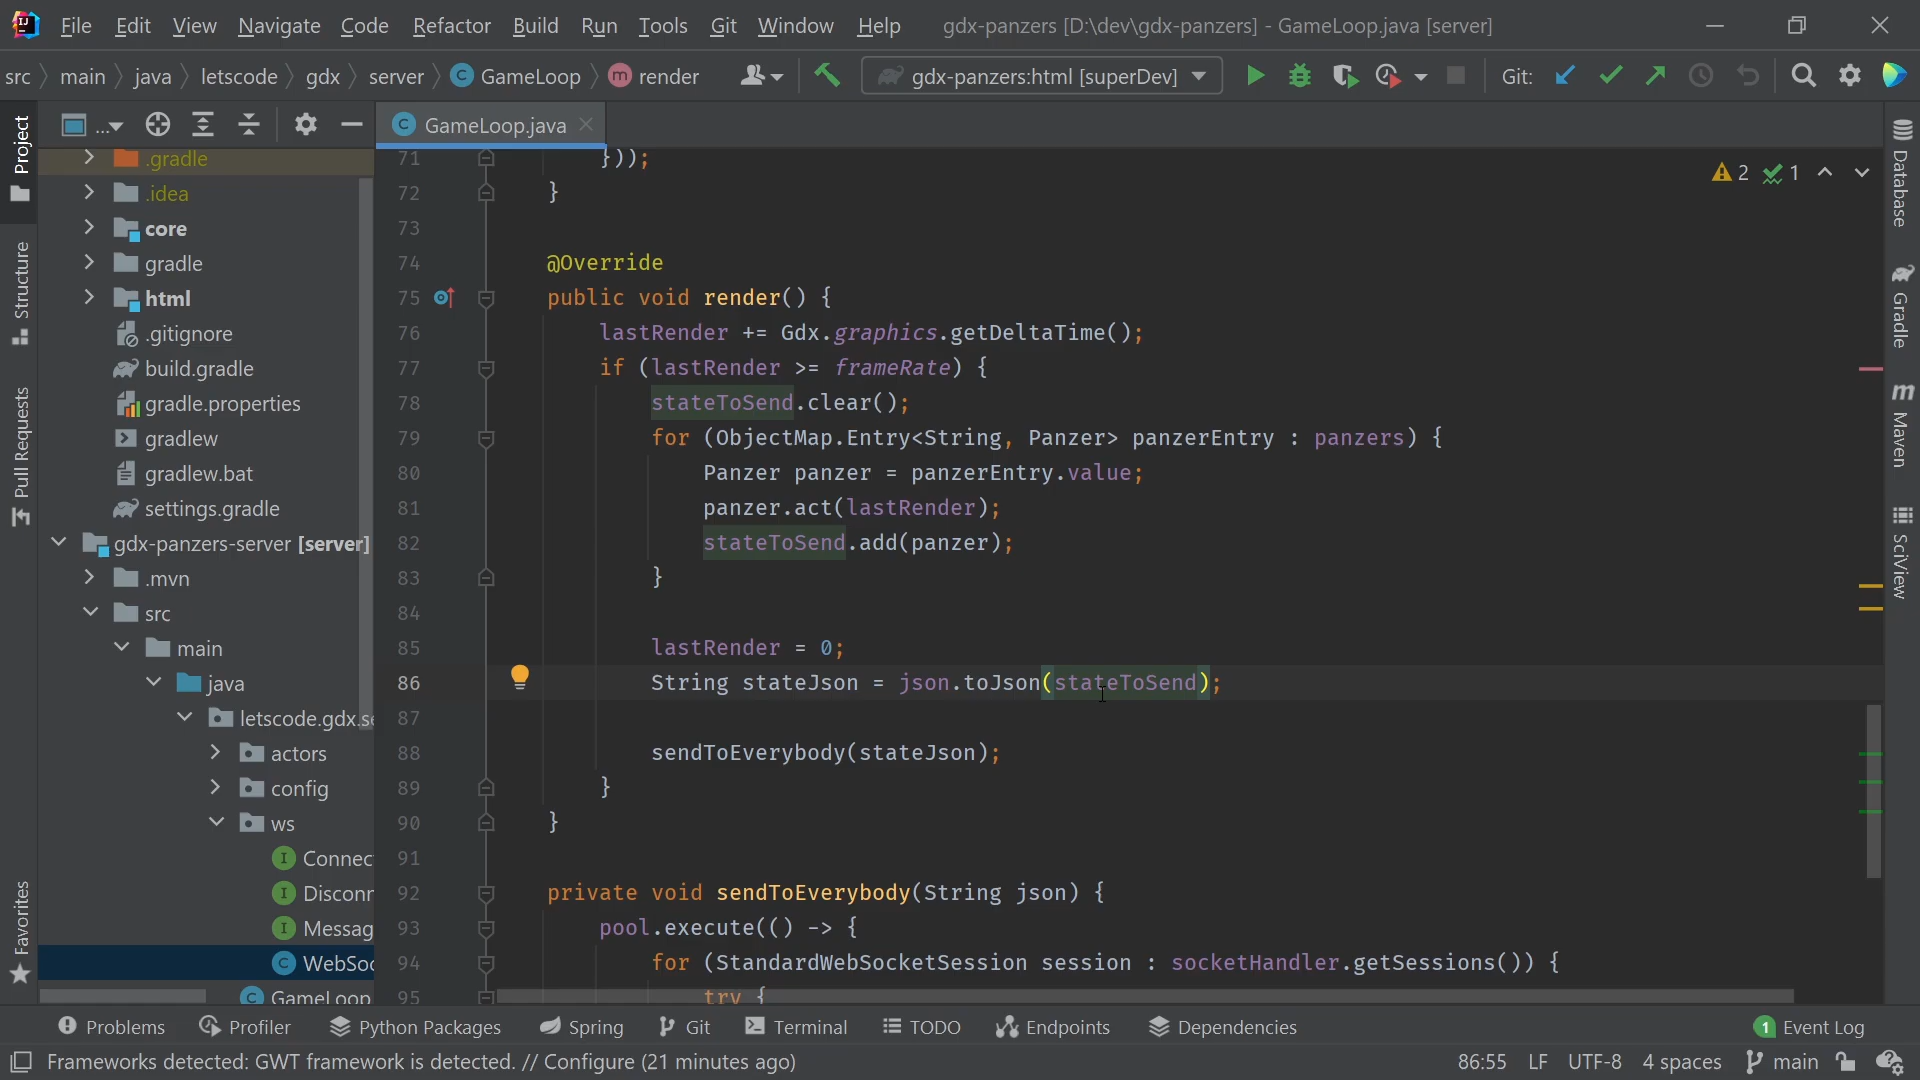 File Edit View Navigate Code Refactor Build Run Tools Git Window Help gdx-panzers [D:\dev\gdx-panzers] - GameLoop.java [server]
src main java letscode gdx server GameLoop render gdx-panzers:html [superDev] Git:
Project
... GameLoop.java
.gradle
.idea
core
gradle
html
.gitignore
build.gradle
gradle.properties
gradlew
gradlew.bat
settings.gradle
gdx-panzers-server [server]
.mvn
src
main
java
letscode.gdx.se
actors
config
ws
Connec
Disconn
Messag
WebSoc
GameLoop
Structure
Pull Requests
Favorites
2 1
71 }));
72 }
73
74 @Override
75 public void render() {
76 lastRender += Gdx.graphics.getDeltaTime();
77 if (lastRender >= frameRate) {
78 stateToSend.clear();
79 for (ObjectMap.Entry<String, Panzer> panzerEntry : panzers) {
80 Panzer panzer = panzerEntry.value;
81 panzer.act(lastRender);
82 stateToSend.add(panzer);
83 }
84
85 lastRender = 0;
86 String stateJson = json.toJson(stateToSend);
87
88 sendToEverybody(stateJson);
89 }
90 }
91
92 private void sendToEverybody(String json) {
93 pool.execute(() -> {
94 for (StandardWebSocketSession session : socketHandler.getSessions()) {
95 try {
Database
Gradle
Maven
SciView
Problems Profiler Python Packages Spring Git Terminal TODO Endpoints Dependencies 1 Event Log
Frameworks detected: GWT framework is detected. // Configure (21 minutes ago) 86:55 LF UTF-8 4 spaces main